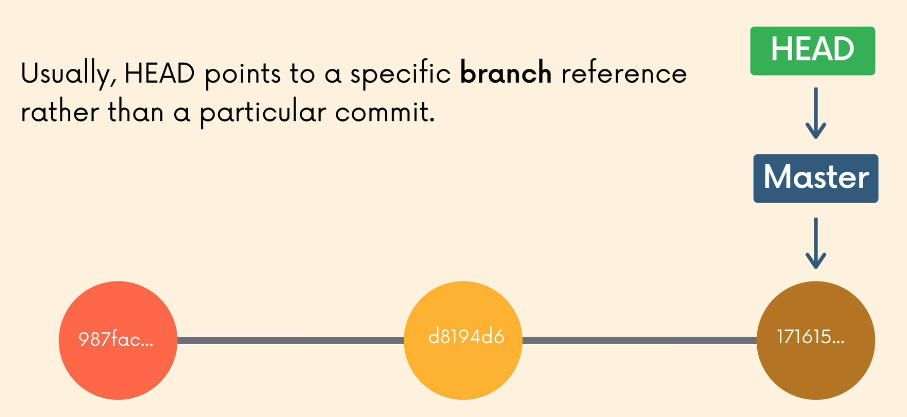 HEAD
Usually, HEAD points to a specific branch reference
rather than a particular commit.
Master
987fac...
d8194d6
171615...